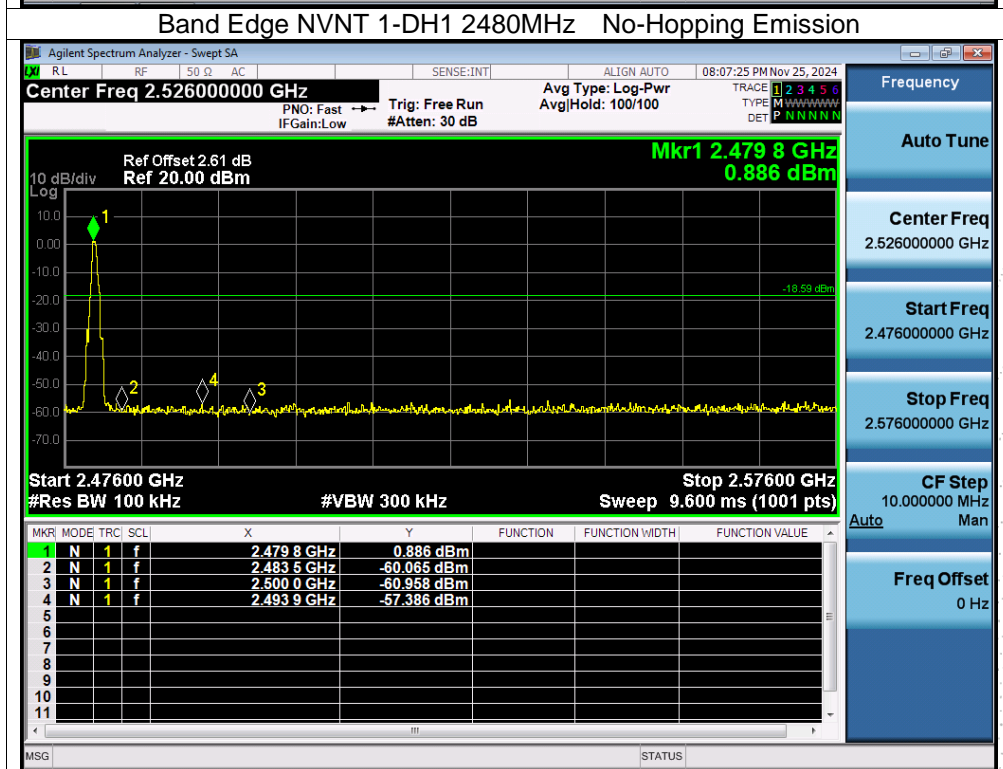 Band Edge NVNT 1-DH1 2480MHz No-Hopping Emission
Agilent Spectrum Analyzer - Swept SA
LXI RL RF 50 Ω AC SENSE:INT ALIGN AUTO 08:07:25 PM Nov 25, 2024
Center Freq 2.526000000 GHz
PNO: Fast
IFGain:Low
Trig: Free Run
#Atten: 30 dB
Avg Type: Log-Pwr
Avg|Hold: 100/100
TRACE 1 2 3 4 5 6
TYPE M WWWWW
DET P N N N N N
Frequency
Auto Tune
Center Freq
2.526000000 GHz
Start Freq
2.476000000 GHz
Stop Freq
2.576000000 GHz
CF Step
10.000000 MHz
Auto Man
Freq Offset
0 Hz
Mkr1 2.479 8 GHz
0.886 dBm
Ref Offset 2.61 dB
10 dB/div Ref 20.00 dBm
Log
10.0
0.00
-10.0
-20.0
-30.0
-40.0
-50.0
-60.0
-70.0
1
2
4
3
-18.59 dBm
Start 2.47600 GHz Stop 2.57600 GHz
#Res BW 100 kHz #VBW 300 kHz Sweep 9.600 ms (1001 pts)
MKR MODE TRC SCL X Y FUNCTION FUNCTION WIDTH FUNCTION VALUE
1 N 1 f 2.479 8 GHz 0.886 dBm
2 N 1 f 2.483 5 GHz -60.065 dBm
3 N 1 f 2.500 0 GHz -60.958 dBm
4 N 1 f 2.493 9 GHz -57.386 dBm
5
6
7
8
9
10
11
MSG STATUS